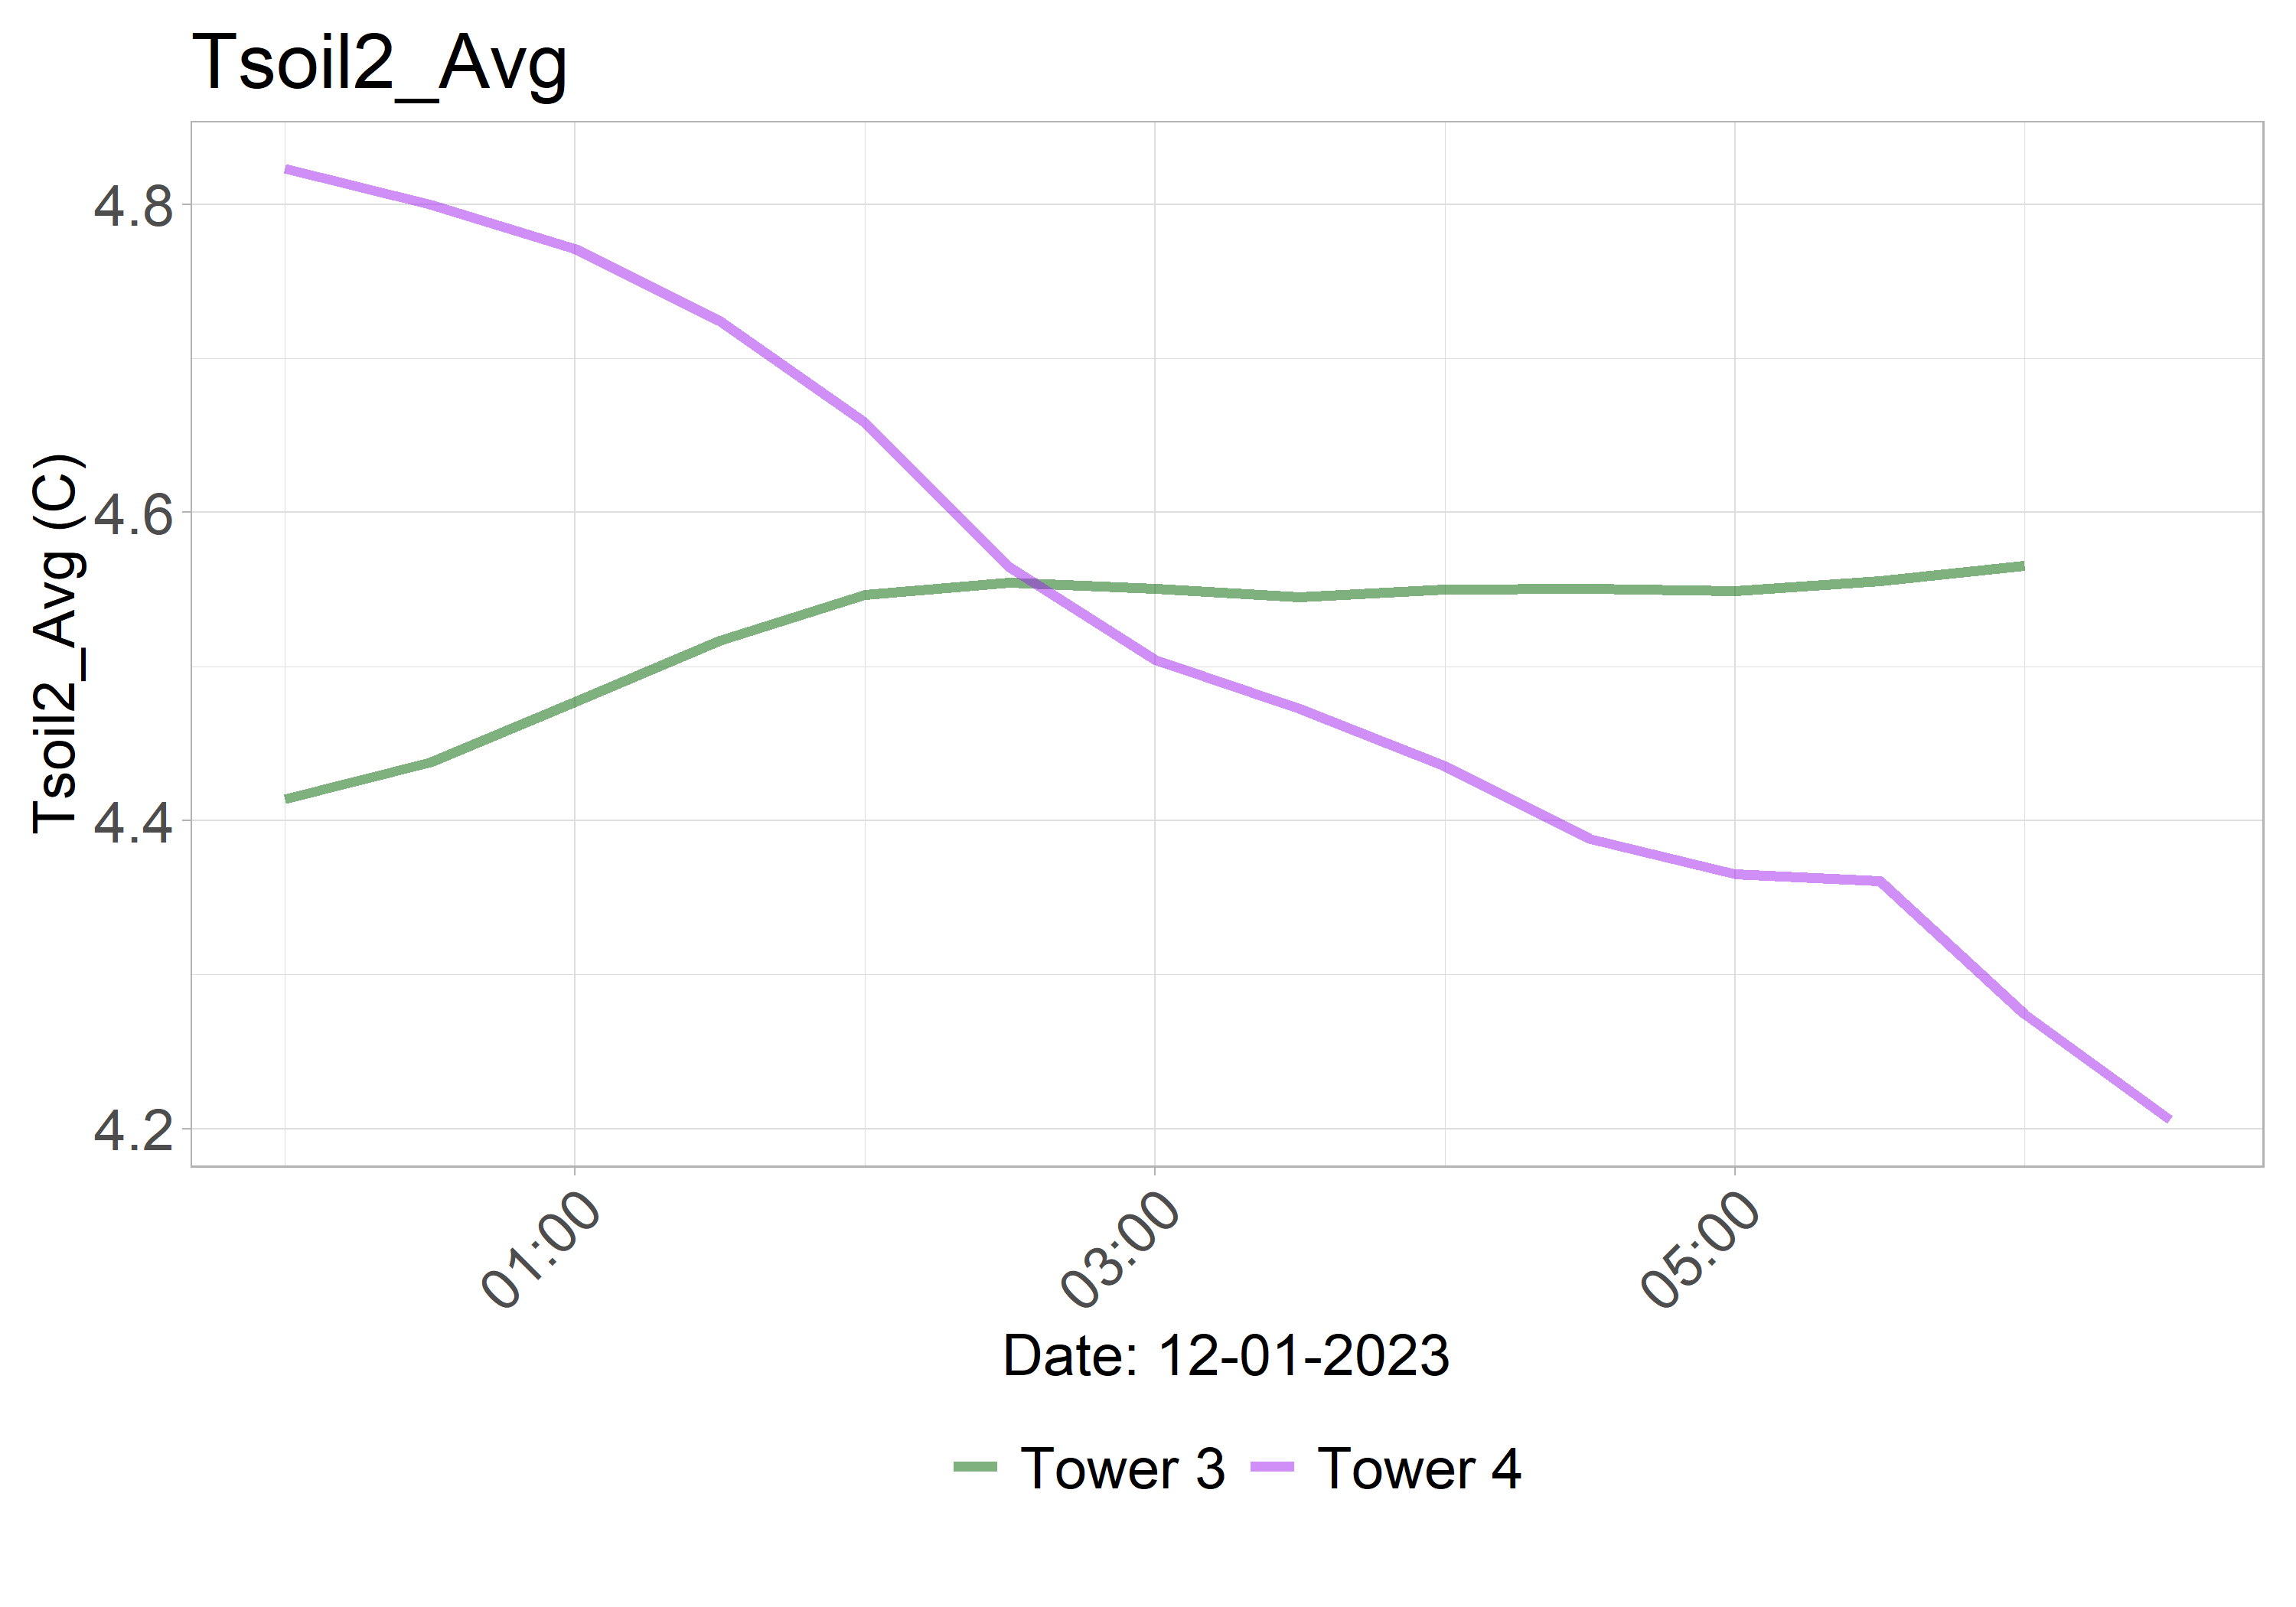 Tsoil2_Avg
Tsoil2_Avg (C)
4.8
4.6
4.4
4.2
01:00
03:00
05:00
Date: 12-01-2023
Tower 3
Tower 4